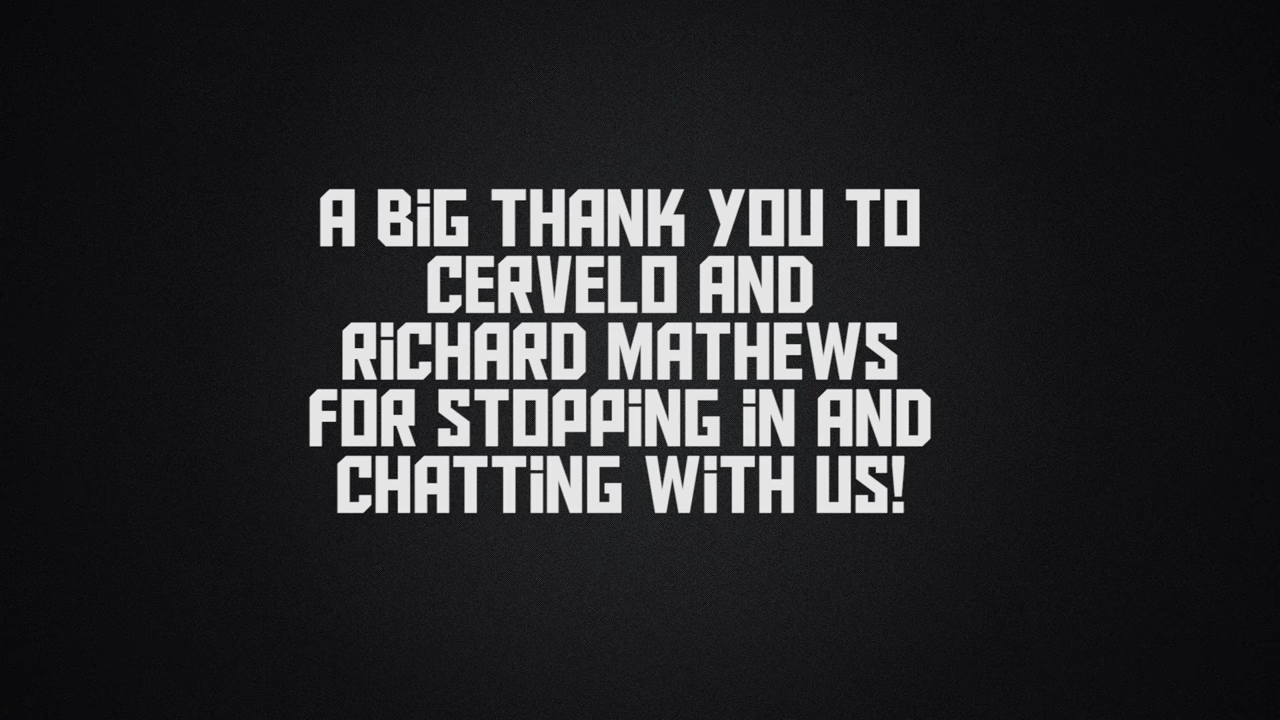 A BiG THANK YOU TO
CERVELO AND
RiCHARD MATHEWS
FOR STOPPiNG iN AND
CHATTiNG WiTH US!